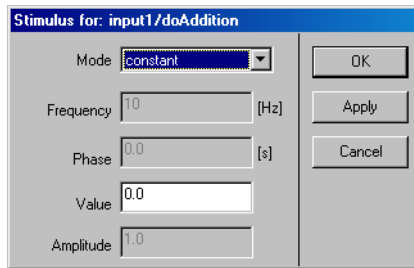 Stimulus for: input1/doAddition
Mode constant
OK
Frequency 10 [Hz]
Apply
Phase 0.0 [s]
Cancel
Value 0.0
Amplitude 1.0